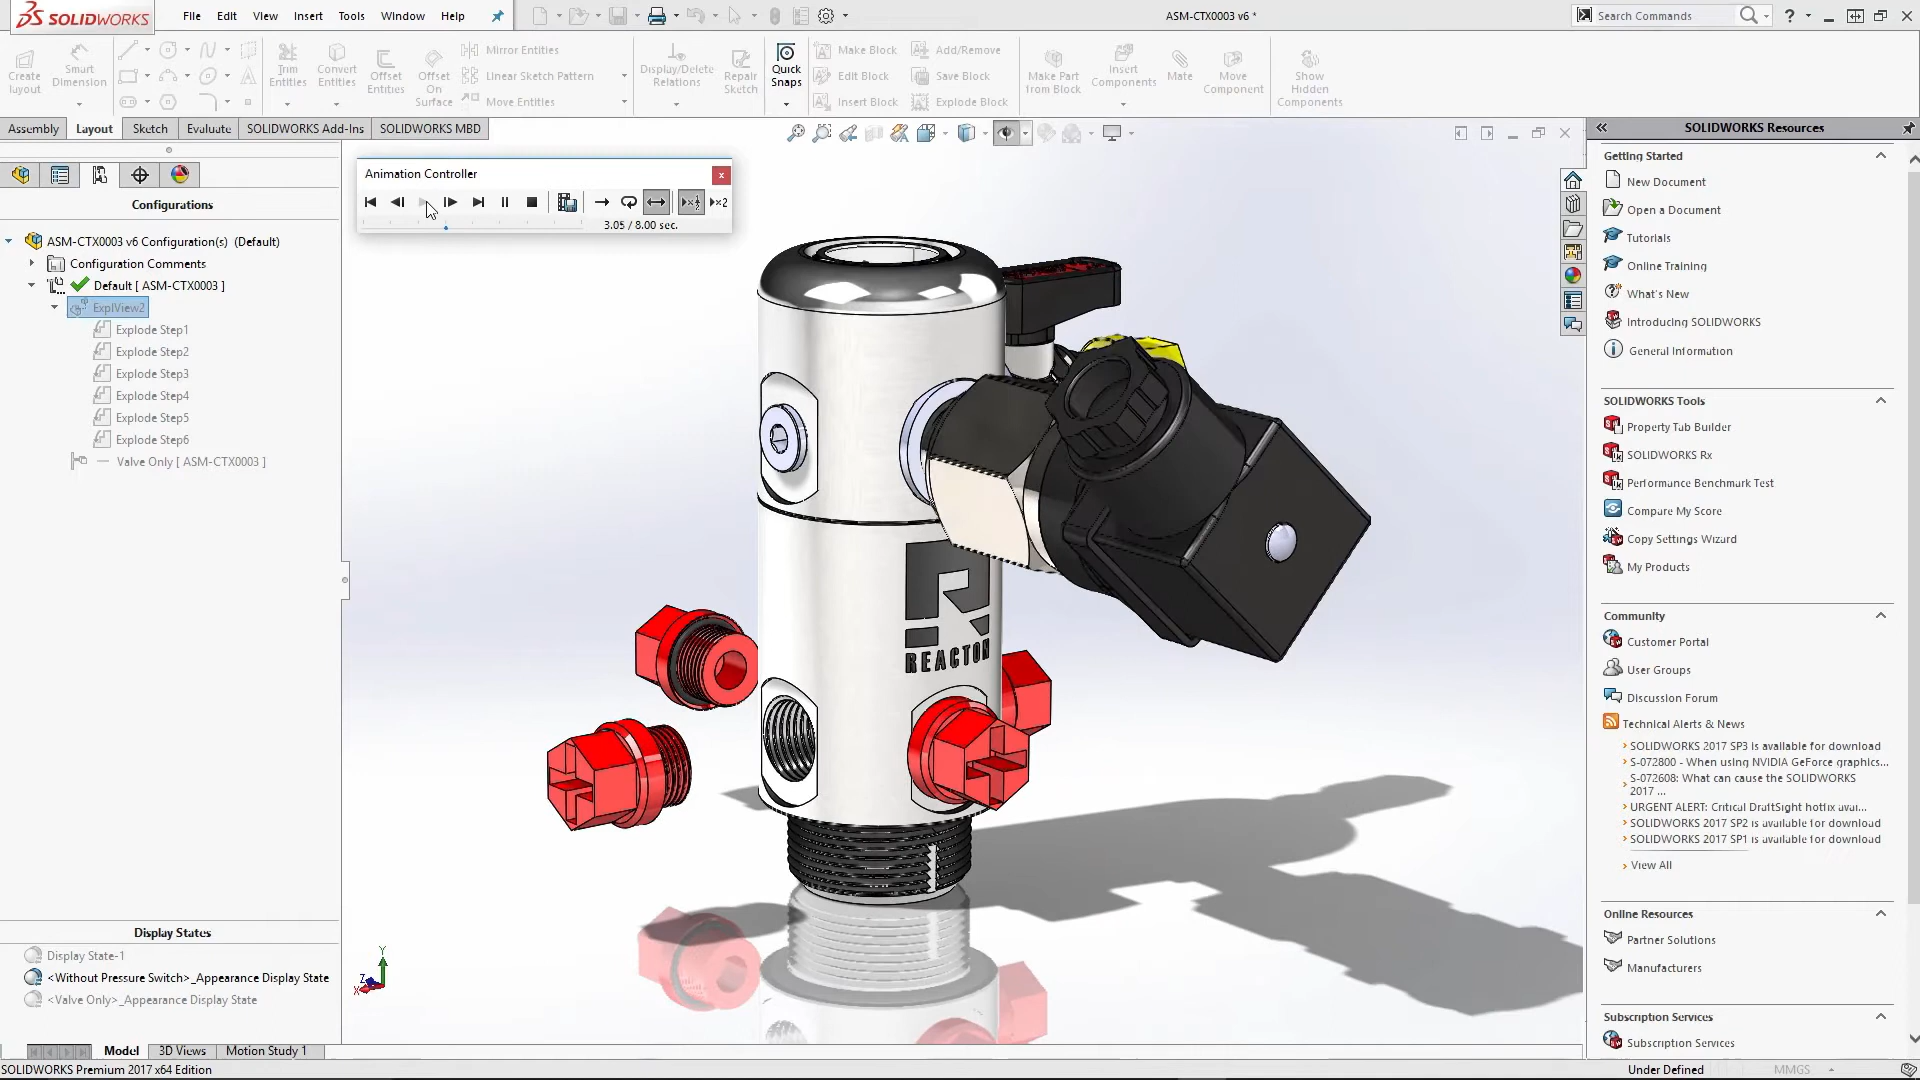 SOLIDWORKS
File Edit View Insert Tools Window Help
ASM-CTX0003 v6 *
Search Commands
Create layout
Smart Dimension
Trim Entities
Convert Entities
Offset Entities
Offset On Surface
Mirror Entities
Linear Sketch Pattern
Move Entities
Display/Delete Relations
Repair Sketch
Quick Snaps
Make Block
Edit Block
Insert Block
Add/Remove
Save Block
Explode Block
Make Part from Block
Insert Components
Mate
Move Component
Show Hidden Components
Assembly Layout Sketch Evaluate SOLIDWORKS Add-Ins SOLIDWORKS MBD
Configurations
ASM-CTX0003 v6 Configuration(s) (Default)
Configuration Comments
Default [ ASM-CTX0003 ]
ExplView2
Explode Step1
Explode Step2
Explode Step3
Explode Step4
Explode Step5
Explode Step6
Valve Only [ ASM-CTX0003 ]
Display States
Display State-1
<Without Pressure Switch>_Appearance Display State
<Valve Only>_Appearance Display State
Animation Controller
x2
3.05 / 8.00 sec.
REACTON
Y
Z
X
SOLIDWORKS Resources
Getting Started
New Document
Open a Document
Tutorials
Online Training
What's New
Introducing SOLIDWORKS
General Information
SOLIDWORKS Tools
Property Tab Builder
SOLIDWORKS Rx
Performance Benchmark Test
Compare My Score
Copy Settings Wizard
My Products
Community
Customer Portal
User Groups
Discussion Forum
Technical Alerts & News
SOLIDWORKS 2017 SP3 is available for download
S-072800 - When using NVIDIA GeForce graphics...
S-072608: What can cause the SOLIDWORKS
2017 ...
URGENT ALERT: Critical DraftSight hotfix avai...
SOLIDWORKS 2017 SP2 is available for download
SOLIDWORKS 2017 SP1 is available for download
View All
Online Resources
Partner Solutions
Manufacturers
Subscription Services
Subscription Services
Model 3D Views Motion Study 1
SOLIDWORKS Premium 2017 x64 Edition
Under Defined
MMGS